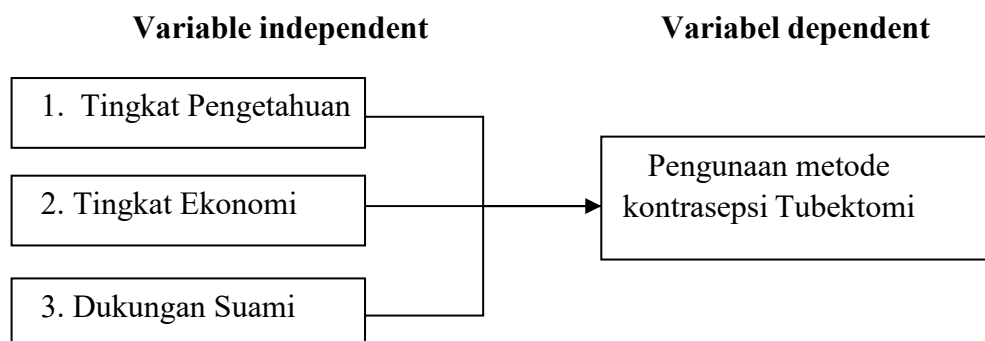 Variable independent
Variabel dependent
1. Tingkat Pengetahuan
2. Tingkat Ekonomi
3. Dukungan Suami
Pengunaan metode
kontrasepsi Tubektomi